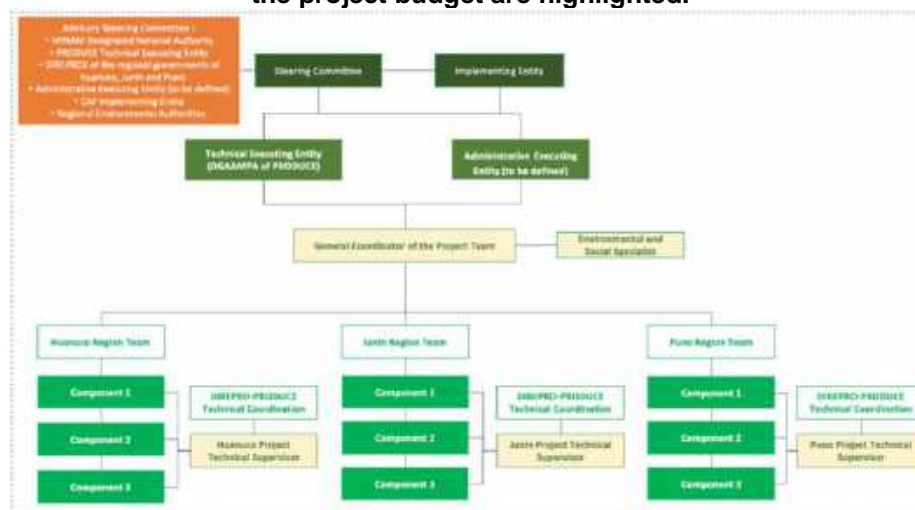 the project budget are highlighted.
Advisory Steering Committee :
• MINAM Designated National Authority
• PRODUCE Technical Executing Entity
• DIREPROs of the regional governments of
Huanuco, Junin and Puno
• Administrative Executing Entity (to be defined)
• CAF Implementing Entity
• Regional Environmental Authorities
Steering Committee
Implementing Entity
Technical Executing Entity
(DGAAMPA of PRODUCE)
Administrative Executing
Entity (to be defined)
General Coordinator of the Project Team
Environmental and
Social Specialist
Huanuco Region Team
Junin Region Team
Puno Region Team
Component 1
Component 2
Component 3
DIREPRO-PRODUCE
Technical Coordination
Huanuco Project
Technical Supervisor
Component 1
Component 2
Component 3
DIREPRO-PRODUCE
Technical Coordination
Junin Project Technical
Supervisor
Component 1
Component 2
Component 3
DIREPRO-PRODUCE
Technical Coordination
Puno Project Technical
Supervisor